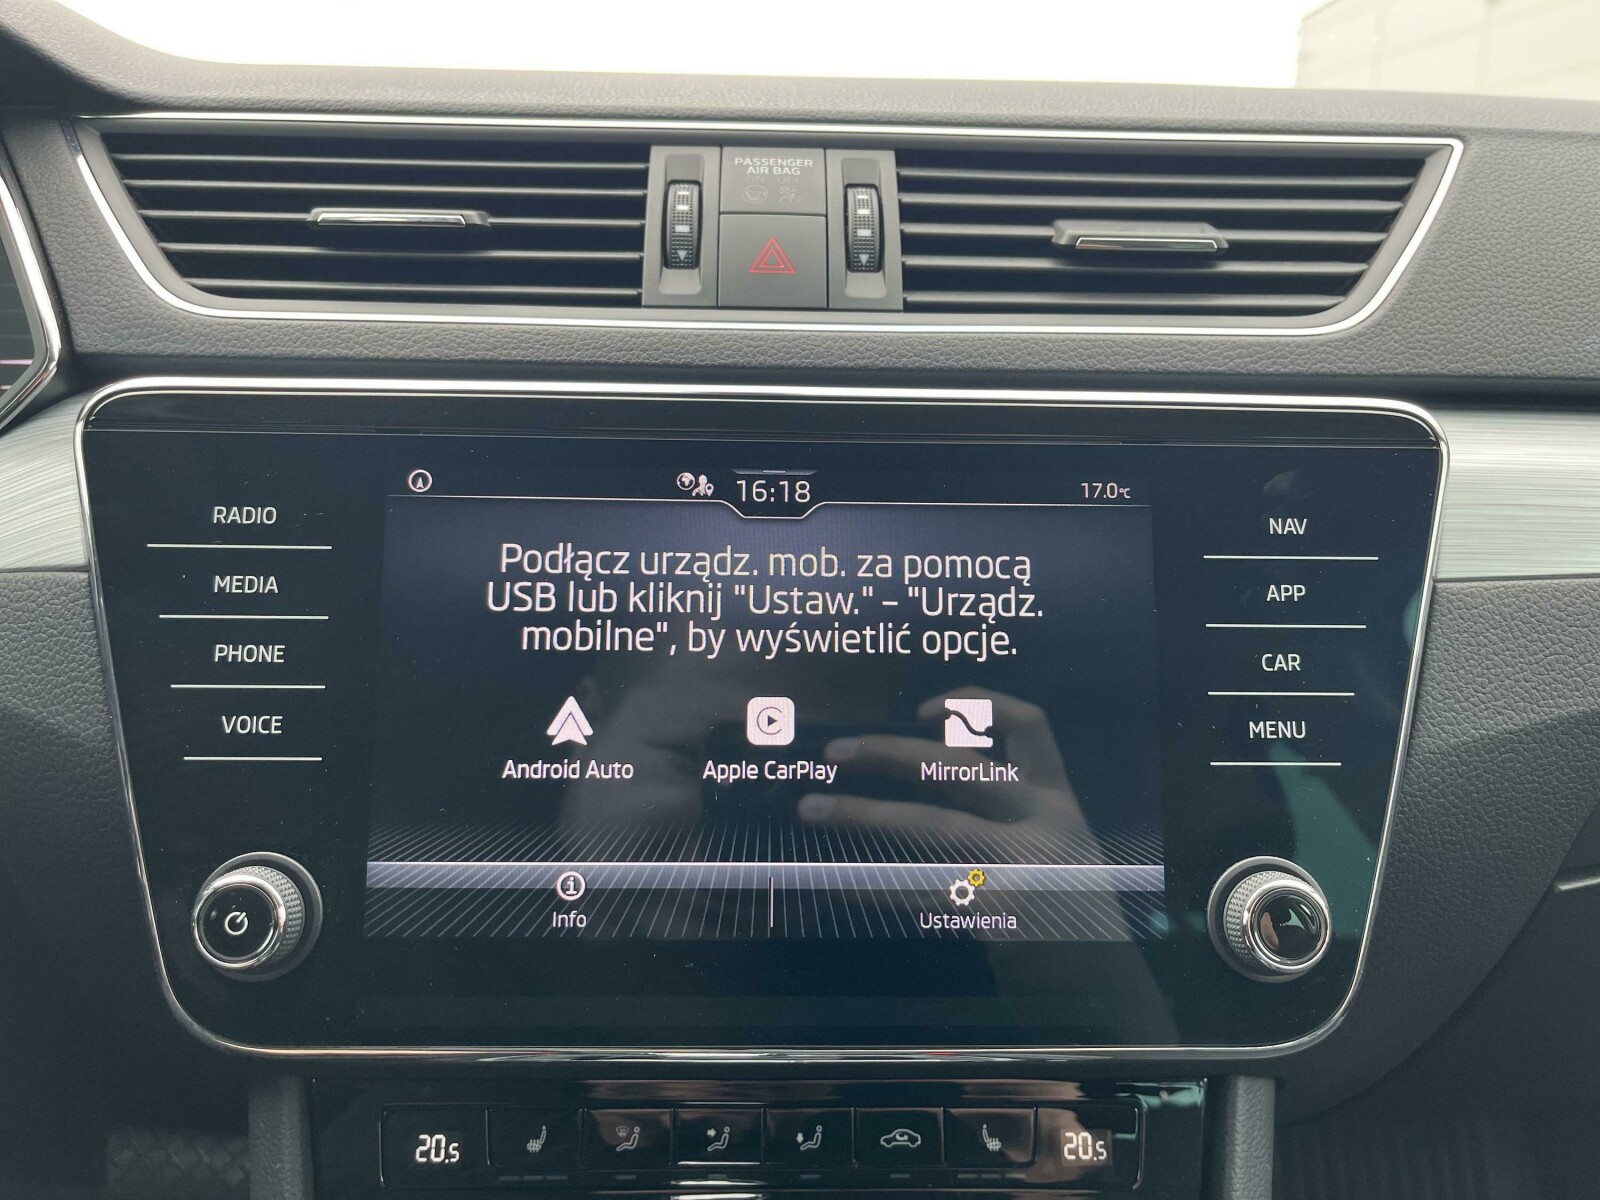 PASSENGER
AIR BAG
ON OFF
16:18
17.0°C
RADIO
MEDIA
PHONE
VOICE
Podłącz urządz. mob. za pomocą
USB lub kliknij "Ustaw." – "Urządz.
mobilne", by wyświetlić opcje.
Android Auto
Apple CarPlay
MirrorLink
Info
Ustawienia
NAV
APP
CAR
MENU
20.5
20.5